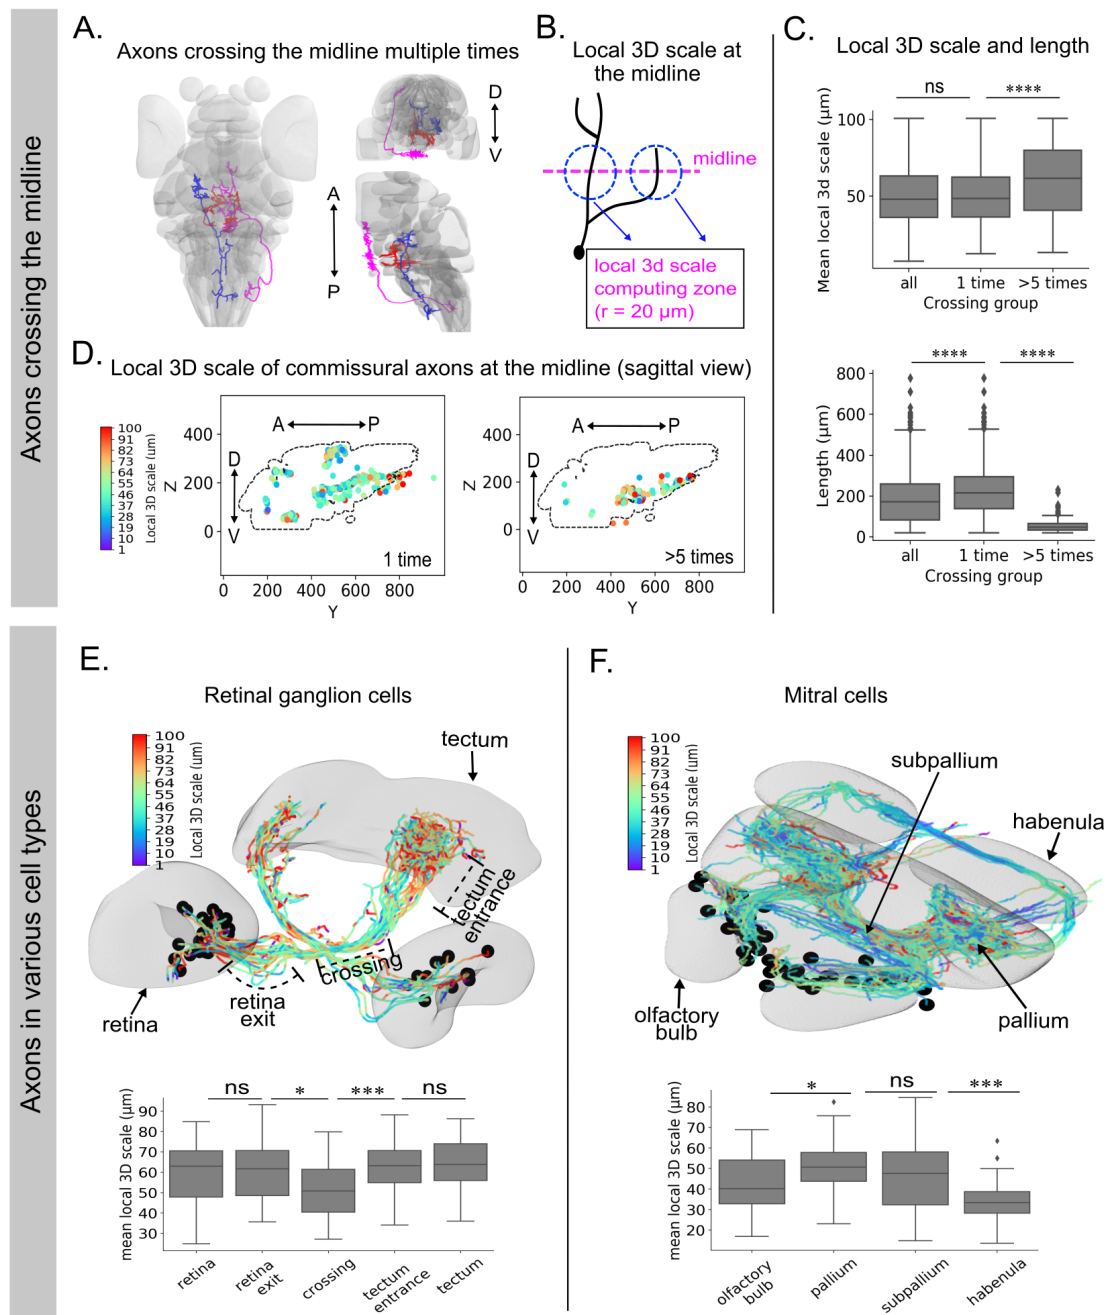 Axons crossing the midline
A.
Axons crossing the midline multiple times
D
V
A
P
B.
Local 3D scale at
the midline
midline
local 3d scale
computing zone
(r = 20 µm)
C.
Local 3D scale and length
ns
****
Mean local 3d scale (µm)
100
50
all
1 time
>5 times
Crossing group
****
****
Length (µm)
800
600
400
200
0
all
1 time
>5 times
Crossing group
D.
Local 3D scale of commissural axons at the midline (sagittal view)
100
91
82
73
64
55
46
37
28
19
10
1
Local 3D scale (um)
A
P
D
V
Z
400
200
0
1 time
0 200 400 600 800
Y
A
P
D
V
Z
400
200
0
>5 times
0 200 400 600 800
Y
Axons in various cell types
E.
Retinal ganglion cells
100
91
82
73
64
55
46
37
28
19
10
1
Local 3D scale (um)
tectum
tectum
entrance
crossing
retina
exit
retina
ns
*
***
ns
mean local 3D scale (µm)
90
80
70
60
50
40
30
retina
retina
exit
crossing
tectum
entrance
tectum
F.
Mitral cells
100
91
82
73
64
55
46
37
28
19
10
1
Local 3D scale (um)
subpallium
habenula
olfactory
bulb
pallium
*
ns
***
mean local 3D scale (µm)
80
70
60
50
40
30
20
olfactory
bulb
pallium
subpallium
habenula